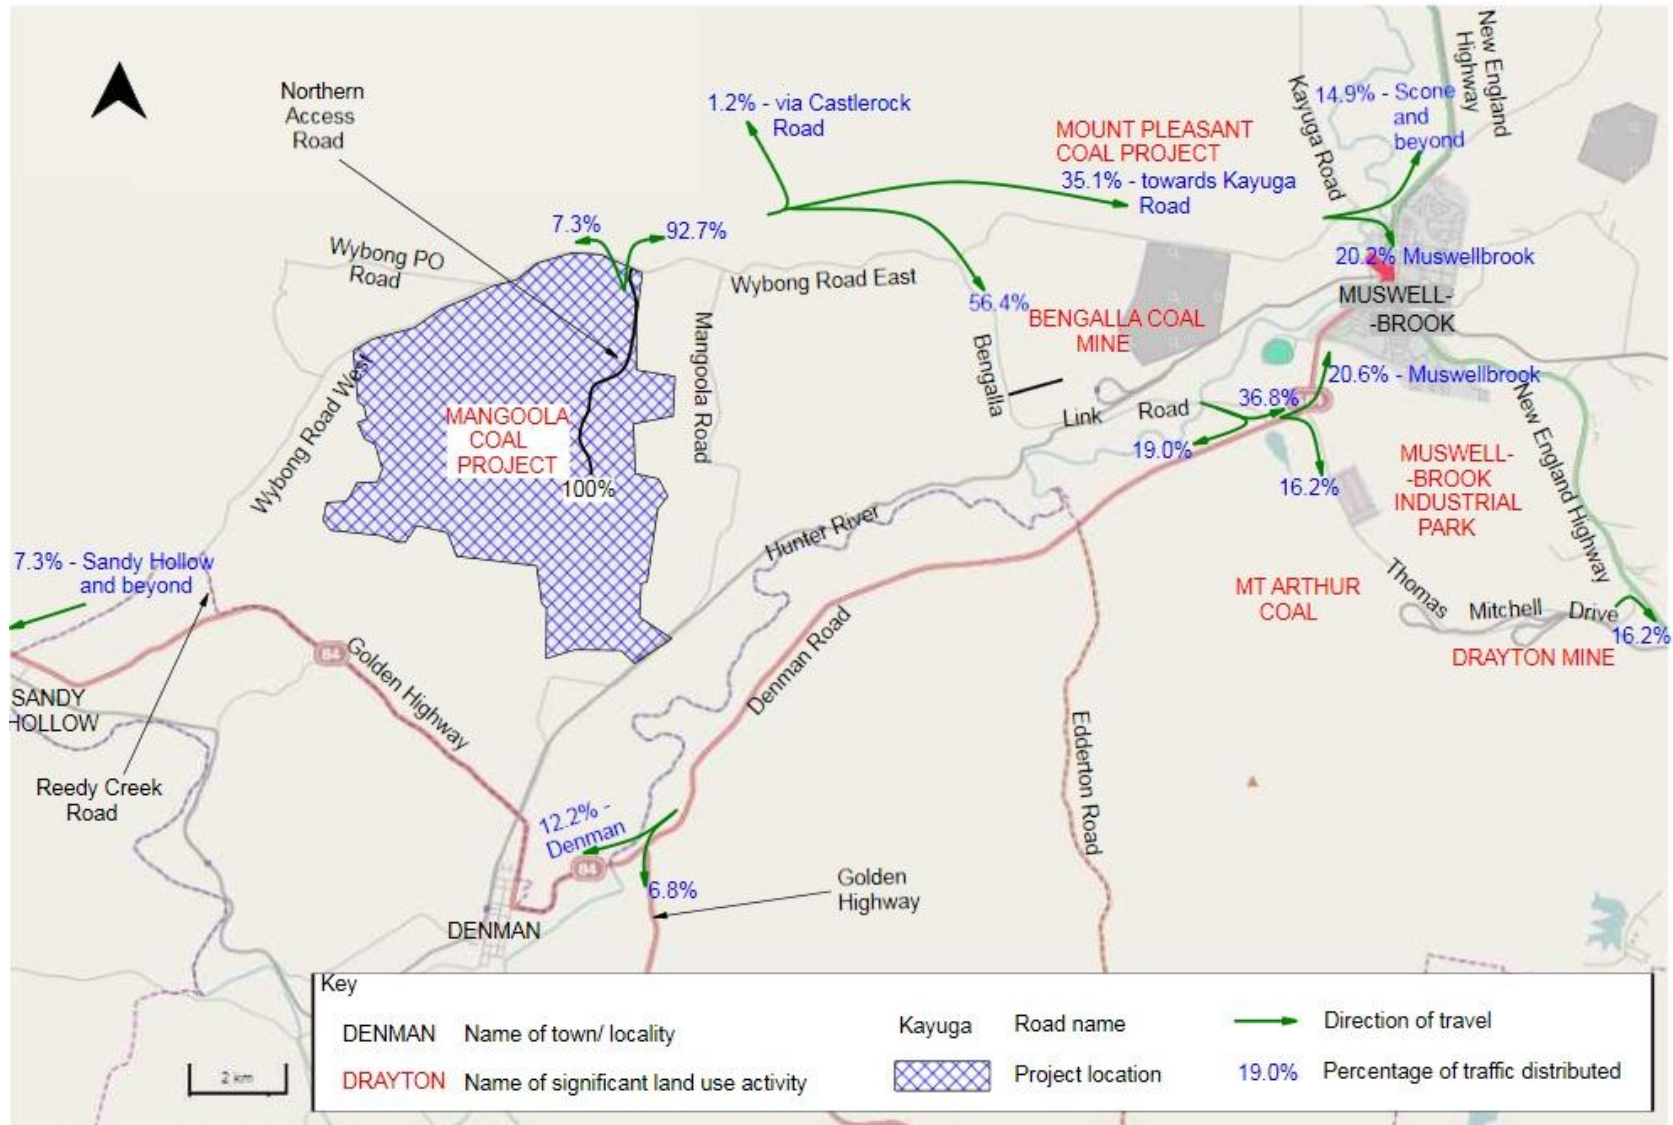 Northern
Access
Road
1.2% - via Castlerock
Road
MOUNT PLEASANT
COAL PROJECT
35.1% - towards Kayuga
Road
Kayuga Road
14.9% - Scone
and
beyond
New England
Highway
7.3%
92.7%
Wybong PO
Road
Wybong Road East
56.4%
BENGALLA COAL
MINE
20.2% Muswellbrook
MUSWELL-
-BROOK
Mangoola Road
Bengalla
Link Road
36.8%
20.6% - Muswellbrook
19.0%
16.2%
Wybong Road West
MANGOOLA
COAL
PROJECT
100%
MUSWELL-
-BROOK
INDUSTRIAL
PARK
New England Highway
Hunter River
7.3% - Sandy Hollow
and beyond
MT ARTHUR
COAL
Thomas Mitchell Drive
16.2%
DRAYTON MINE
84
Golden Highway
Denman Road
Edderton Road
SANDY
HOLLOW
Reedy Creek
Road
12.2% -
Denman
84
6.8%
Golden
Highway
DENMAN
Key
DENMAN Name of town/ locality
DRAYTON Name of significant land use activity
Kayuga Road name
Project location
Direction of travel
19.0% Percentage of traffic distributed
2 km